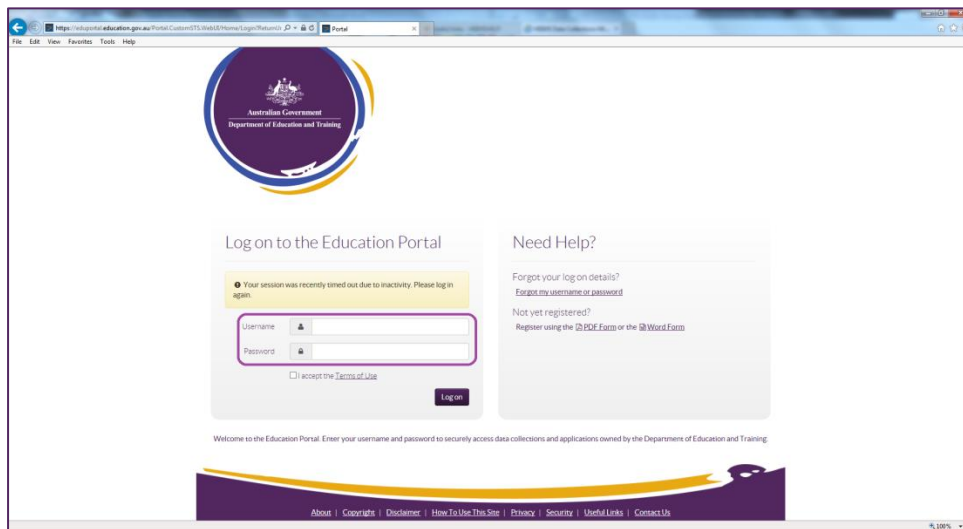 https://eduportal.education.gov.au/Portal.CustomSTS.WebUI/Home/Login?ReturnUr
Portal
File Edit View Favorites Tools Help
Australian Government
Department of Education and Training
Log on to the Education Portal
Your session was recently timed out due to inactivity. Please log in
again.
Username
Password
I accept the Terms of Use
Log on
Need Help?
Forgot your log on details?
Forgot my username or password
Not yet registered?
Register using the PDF Form or the Word Form
Welcome to the Education Portal. Enter your username and password to securely access data collections and applications owned by the Department of Education and Training.
About | Copyright | Disclaimer | How To Use This Site | Privacy | Security | Useful Links | Contact Us
100%